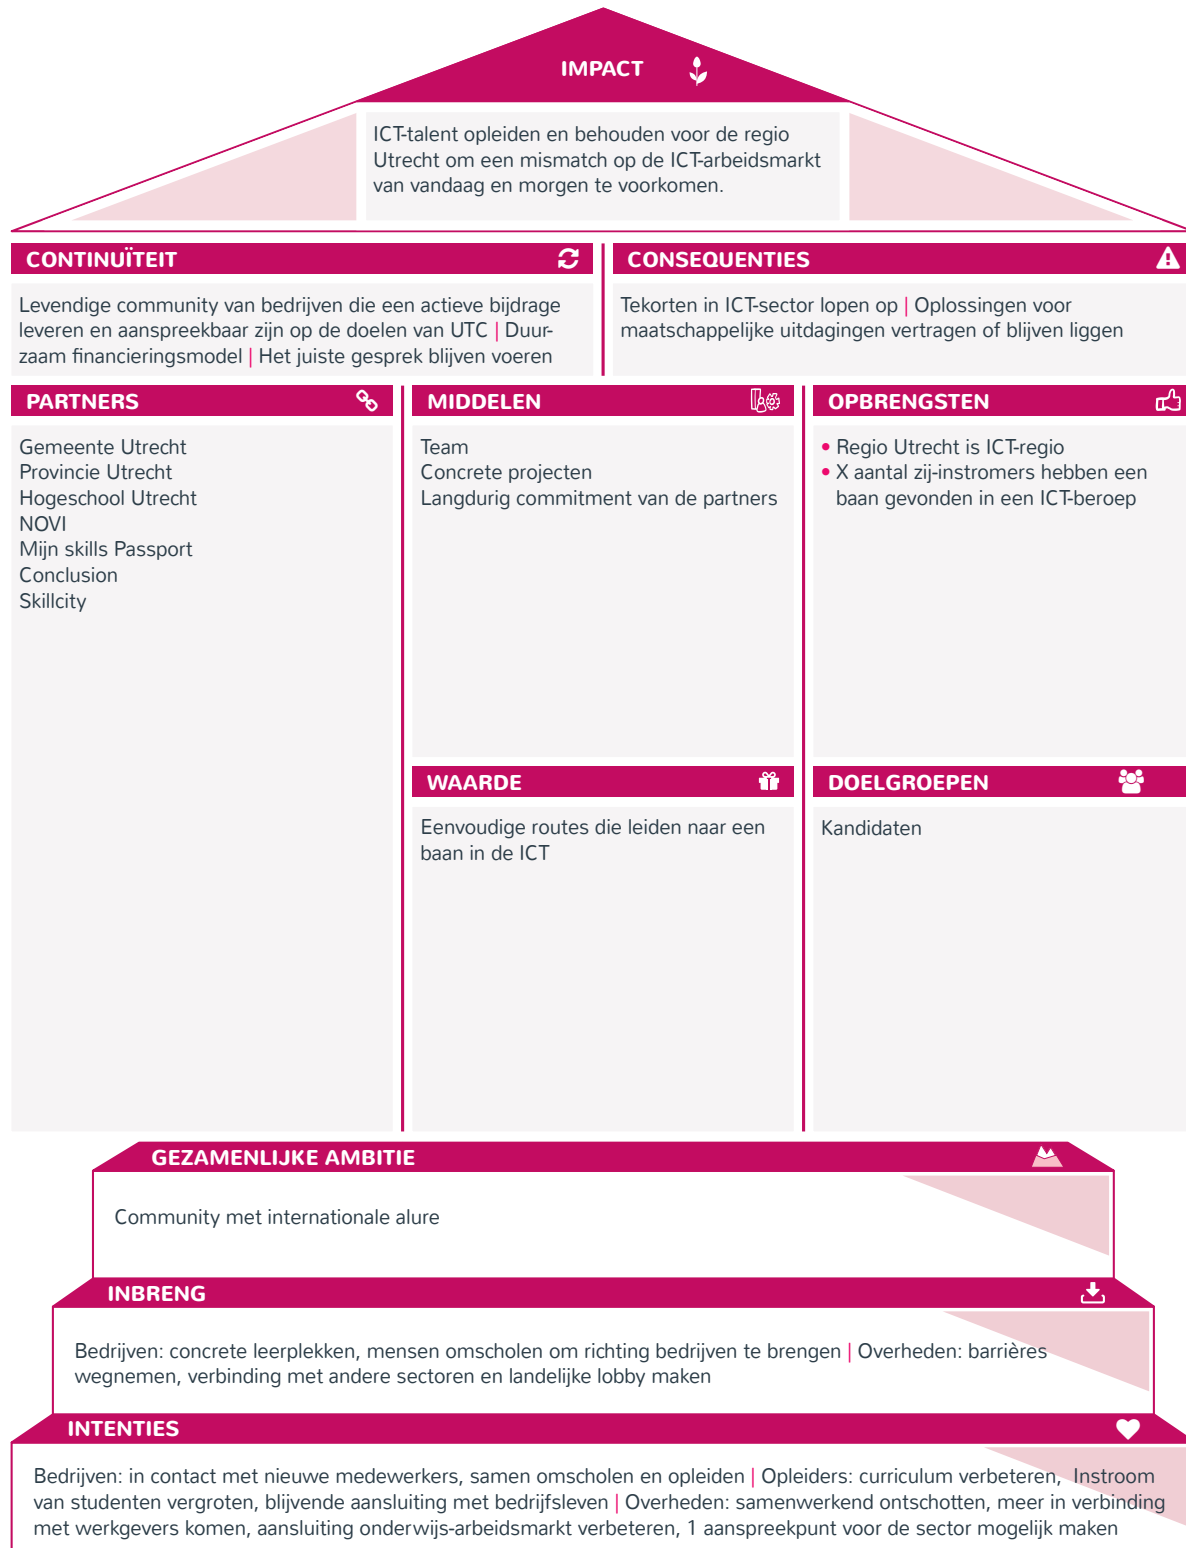 IMPACT
ICT-talent opleiden en behouden voor de regio
Utrecht om een mismatch op de ICT-arbeidsmarkt
van vandaag en morgen te voorkomen.
CONTINUÏTEIT
Levendige community van bedrijven die een actieve bijdrage
leveren en aanspreekbaar zijn op de doelen van UTC | Duur-
zaam financieringsmodel | Het juiste gesprek blijven voeren
CONSEQUENTIES
Tekorten in ICT-sector lopen op | Oplossingen voor
maatschappelijke uitdagingen vertragen of blijven liggen
PARTNERS
Gemeente Utrecht
Provincie Utrecht
Hogeschool Utrecht
NOVI
Mijn skills Passport
Conclusion
Skillcity
MIDDELEN
Team
Concrete projecten
Langdurig commitment van de partners
OPBRENGSTEN
• Regio Utrecht is ICT-regio
• X aantal zij-instromers hebben een
baan gevonden in een ICT-beroep
WAARDE
Eenvoudige routes die leiden naar een
baan in de ICT
DOELGROEPEN
Kandidaten
GEZAMENLIJKE AMBITIE
Community met internationale alure
INBRENG
Bedrijven: concrete leerplekken, mensen omscholen om richting bedrijven te brengen | Overheden: barrières
wegnemen, verbinding met andere sectoren en landelijke lobby maken
INTENTIES
Bedrijven: in contact met nieuwe medewerkers, samen omscholen en opleiden | Opleiders: curriculum verbeteren, Instroom
van studenten vergroten, blijvende aansluiting met bedrijfsleven | Overheden: samenwerkend ontschotten, meer in verbinding
met werkgevers komen, aansluiting onderwijs-arbeidsmarkt verbeteren, 1 aanspreekpunt voor de sector mogelijk maken